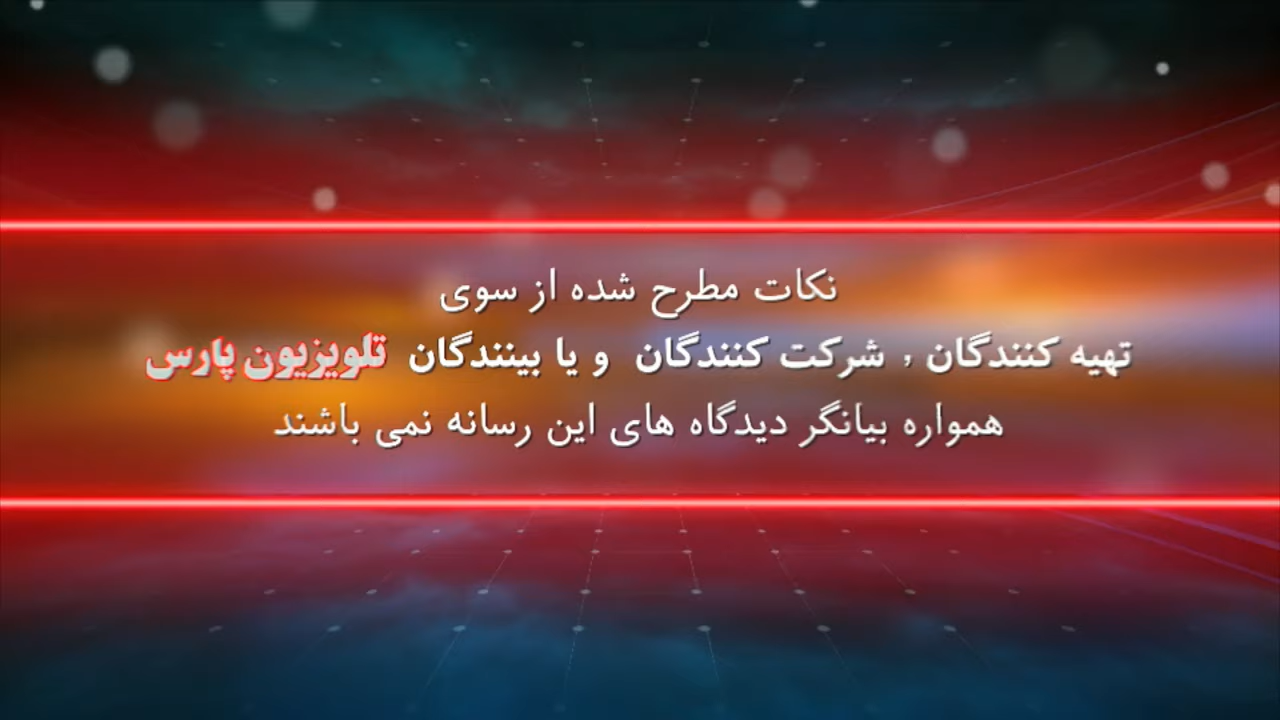 نکات مطرح شده از سوی
تهیه کنندگان , شرکت کنندگان و یا بینندگان تلویزیون پارس
همواره بیانگر دیدگاه های این رسانه نمی باشند